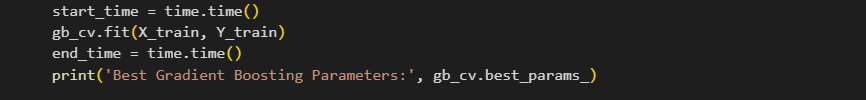 start_time = time.time()
gb_cv.fit(X_train, Y_train)
end_time = time.time()
print('Best Gradient Boosting Parameters:', gb_cv.best_params_)